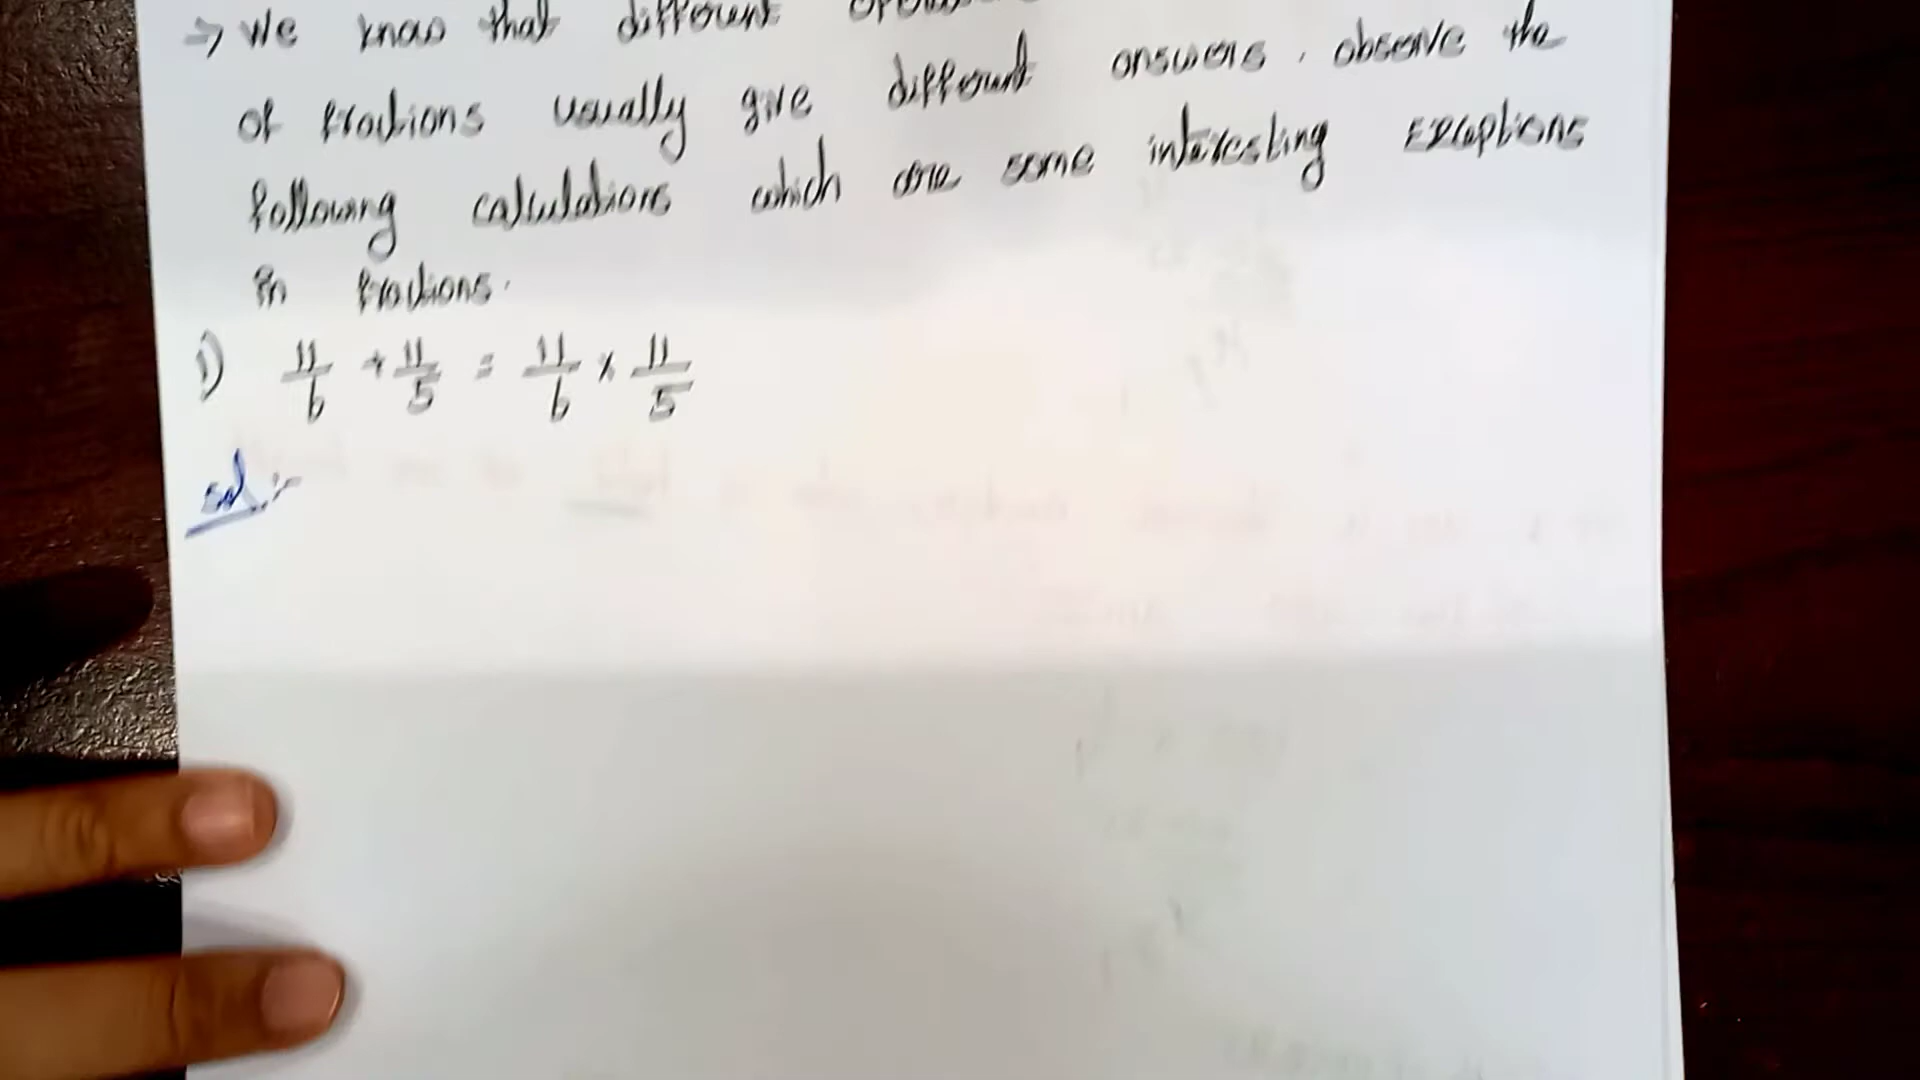 → We know that different
of fractions usually give different answers. observe the
following calculations which are some interesting exceptions
in fractions.
1) 11/6 + 11/5 = 11/6 × 11/5
sol:-